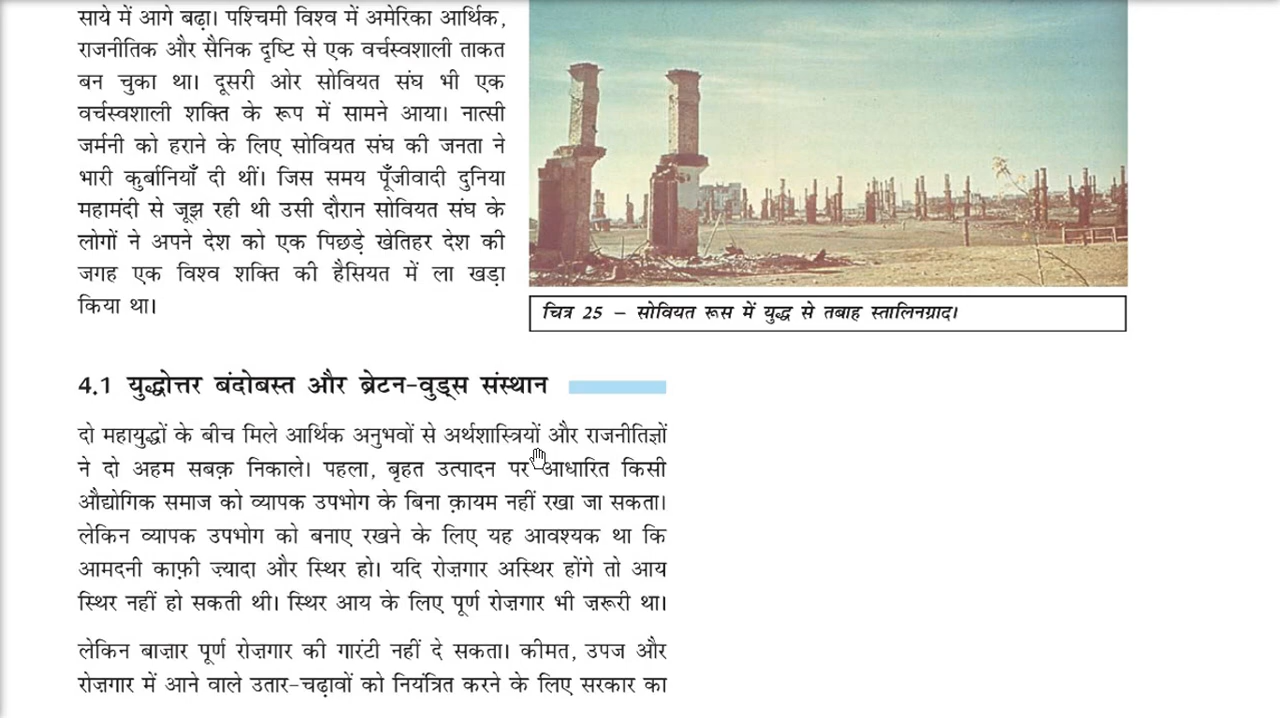 साये में आगे बढ़ा। पश्चिमी विश्व में अमेरिका आर्थिक,
राजनीतिक और सैनिक दृष्टि से एक वर्चस्वशाली ताकत
बन चुका था। दूसरी ओर सोवियत संघ भी एक
वर्चस्वशाली शक्ति के रूप में सामने आया। नात्सी
जर्मनी को हराने के लिए सोवियत संघ की जनता ने
भारी कुर्बानियाँ दी थीं। जिस समय पूँजीवादी दुनिया
महामंदी से जूझ रही थी उसी दौरान सोवियत संघ के
लोगों ने अपने देश को एक पिछड़े खेतिहर देश की
जगह एक विश्व शक्ति की हैसियत में ला खड़ा
किया था।
चित्र 25 – सोवियत रूस में युद्ध से तबाह स्तालिनग्राद।
4.1 युद्धोत्तर बंदोबस्त और ब्रेटन-वुड्स संस्थान
दो महायुद्धों के बीच मिले आर्थिक अनुभवों से अर्थशास्त्रियों और राजनीतिज्ञों
ने दो अहम सबक़ निकाले। पहला, बृहत उत्पादन पर आधारित किसी
औद्योगिक समाज को व्यापक उपभोग के बिना क़ायम नहीं रखा जा सकता।
लेकिन व्यापक उपभोग को बनाए रखने के लिए यह आवश्यक था कि
आमदनी काफ़ी ज़्यादा और स्थिर हो। यदि रोज़गार अस्थिर होंगे तो आय
स्थिर नहीं हो सकती थी। स्थिर आय के लिए पूर्ण रोज़गार भी ज़रूरी था।
लेकिन बाज़ार पूर्ण रोज़गार की गारंटी नहीं दे सकता। कीमत, उपज और
रोज़गार में आने वाले उतार-चढ़ावों को नियंत्रित करने के लिए सरकार का